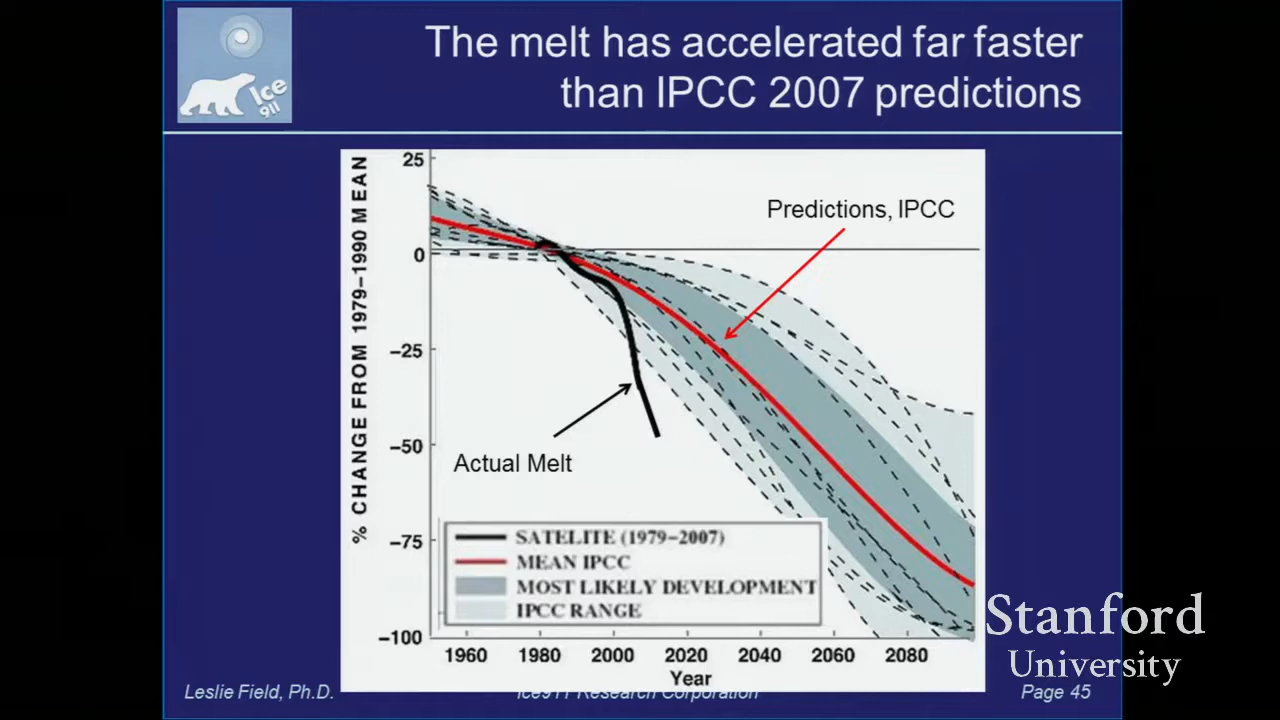 The melt has accelerated far faster
than IPCC 2007 predictions
Ice
911
% CHANGE FROM 1979-1990 MEAN
25
0
-25
-50
-75
-100
Predictions, IPCC
Actual Melt
SATELITE (1979-2007)
MEAN IPCC
MOST LIKELY DEVELOPMENT
IPCC RANGE
1960 1980 2000 2020 2040 2060 2080
Year
Leslie Field, Ph.D. Ice911 Research Corporation Page 45
Stanford
University